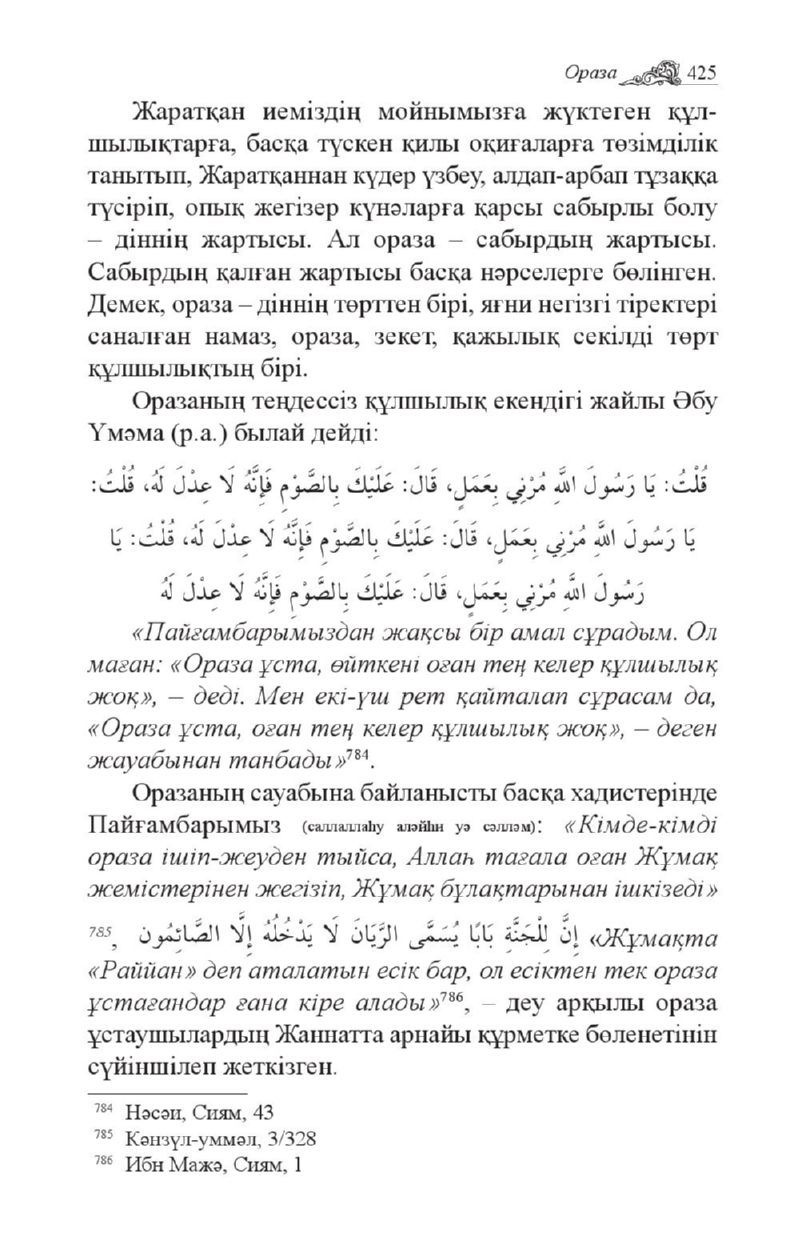 Ораза 425
Жаратқан иеміздің мойнымызға жүктеген құл-
шылықтарға, басқа түскен қилы оқиғаларға төзімділік
танытып, Жаратқаннан күдер үзбеу, алдап-арбап тұзаққа
түсіріп, опық жегізер күнәларға қарсы сабырлы болу
– діннің жартысы. Ал ораза – сабырдың жартысы.
Сабырдың қалған жартысы басқа нәрселерге бөлінген.
Демек, ораза – діннің төрттен бірі, яғни негізгі тіректері
саналған намаз, ораза, зекет, қажылық секілді төрт
құлшылықтың бірі.
Оразаның теңдессіз құлшылық екендігі жайлы Әбу
Үмәма (р.а.) былай дейді:
قُلْتُ: يَا رَسُولَ اللَّهِ مُرْنِي بِعَمَلٍ، قَالَ: عَلَيْكَ بِالصَّوْمِ فَإِنَّهُ لَا عِدْلَ لَهُ، قُلْتُ:
يَا رَسُولَ اللَّهِ مُرْنِي بِعَمَلٍ، قَالَ: عَلَيْكَ بِالصَّوْمِ فَإِنَّهُ لَا عِدْلَ لَهُ، قُلْتُ: يَا
رَسُولَ اللَّهِ مُرْنِي بِعَمَلٍ، قَالَ: عَلَيْكَ بِالصَّوْمِ فَإِنَّهُ لَا عِدْلَ لَهُ
«Пайғамбарымыздан жақсы бір амал сұрадым. Ол
маған: «Ораза ұста, өйткені оған тең келер құлшылық
жоқ», – деді. Мен екі-үш рет қайталап сұрасам да,
«Ораза ұста, оған тең келер құлшылық жоқ», – деген
жауабынан танбады»784.
Оразаның сауабына байланысты басқа хадистерінде
Пайғамбарымыз (саллаллаһу аләйһи уә сәлләм): «Кімде-кімді
ораза ішіп-жеуден тыйса, Аллаһ тағала оған Жұмақ
жемістерінен жегізіп, Жұмақ бұлақтарынан ішкізеді»
785, إِنَّ لِلْجَنَّةِ بَابًا يُسَمَّى الرَّيَانَ لَا يَدْخُلُهُ إِلَّا الصَّائِمُون «Жұмақта
«Раййан» деп аталатын есік бар, ол есіктен тек ораза
ұстағандар ғана кіре алады»786, – деу арқылы ораза
ұстаушылардың Жаннатта арнайы құрметке бөленетінін
сүйіншілеп жеткізген.
784 Нәсәи, Сиям, 43
785 Кәнзүл-уммәл, 3/328
786 Ибн Мажә, Сиям, 1